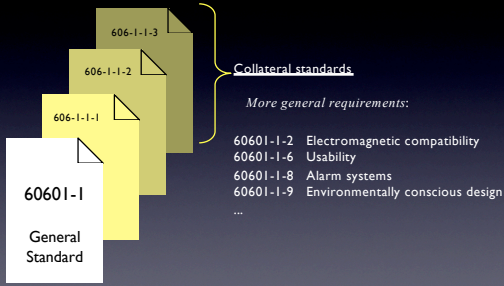 606-1-1-3
606-1-1-2
606-1-1-1
60601-1
General
Standard
Collateral standards
More general requirements:
60601-1-2 Electromagnetic compatibility
60601-1-6 Usability
60601-1-8 Alarm systems
60601-1-9 Environmentally conscious design
...